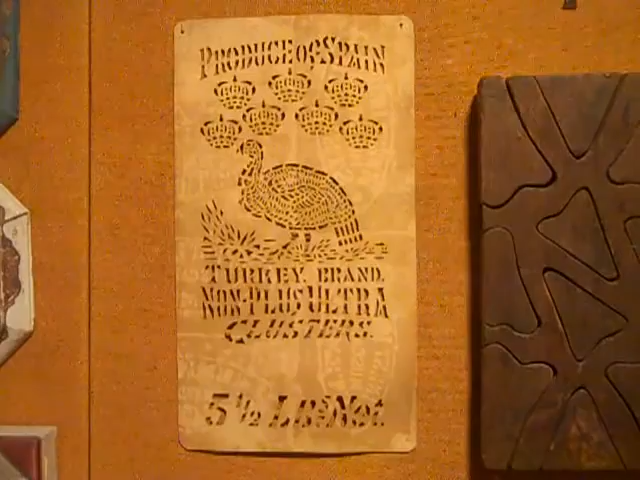 PRODUCE OF SPAIN
TURKEY. BRAND.
NON-PLUS ULTRA
CLUSTERS.
5½ LBS Net.